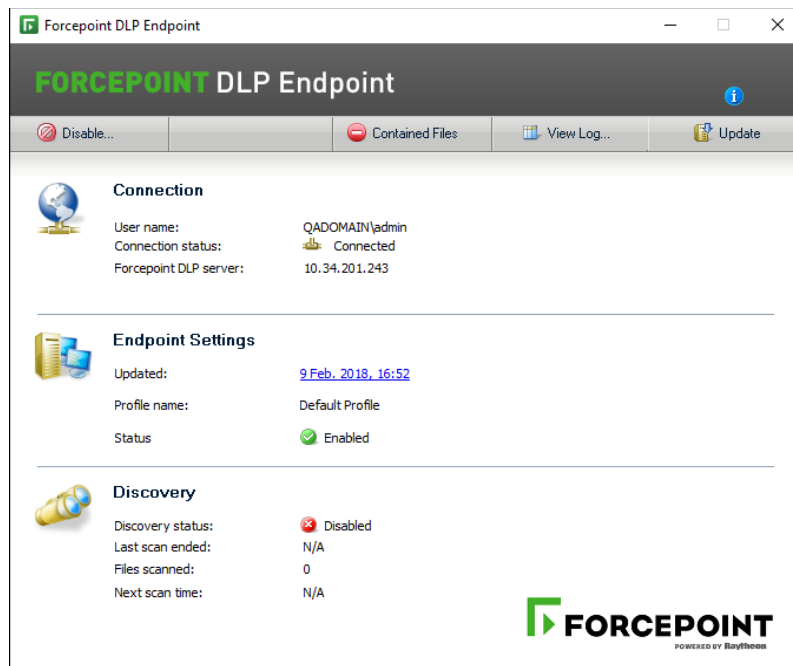 Forcepoint DLP Endpoint
FORCEPOINT DLP Endpoint
Disable...
Contained Files
View Log...
Update
Connection
User name: QADOMAIN\admin
Connection status: Connected
Forcepoint DLP server: 10.34.201.243
Endpoint Settings
Updated: 9 Feb. 2018, 16:52
Profile name: Default Profile
Status Enabled
Discovery
Discovery status: Disabled
Last scan ended: N/A
Files scanned: 0
Next scan time: N/A
FORCEPOINT
POWERED BY Raytheon